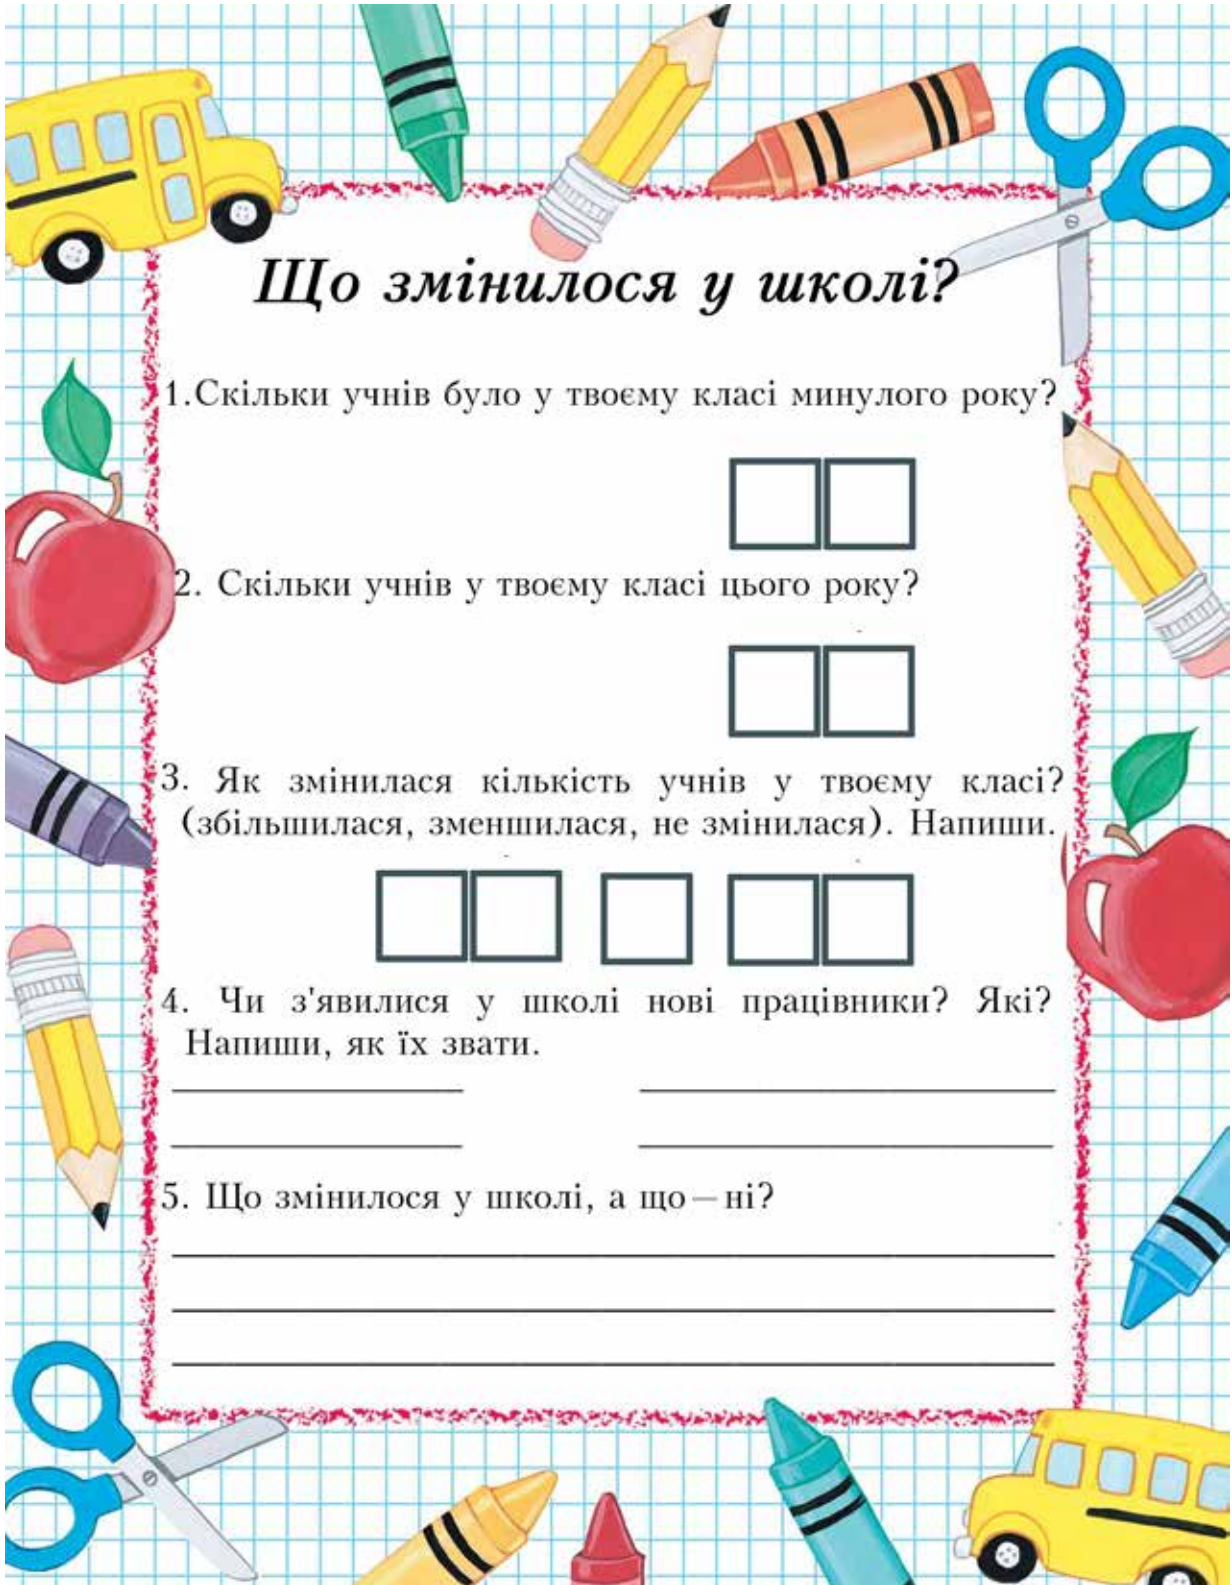 Що змінилося у школі?
1.Скільки учнів було у твоєму класі минулого року?
2. Скільки учнів у твоєму класі цього року?
3. Як змінилася кількість учнів у твоєму класі?
(збільшилася, зменшилася, не змінилася). Напиши.
4. Чи з'явилися у школі нові працівники? Які?
Напиши, як їх звати.
5. Що змінилося у школі, а що – ні?